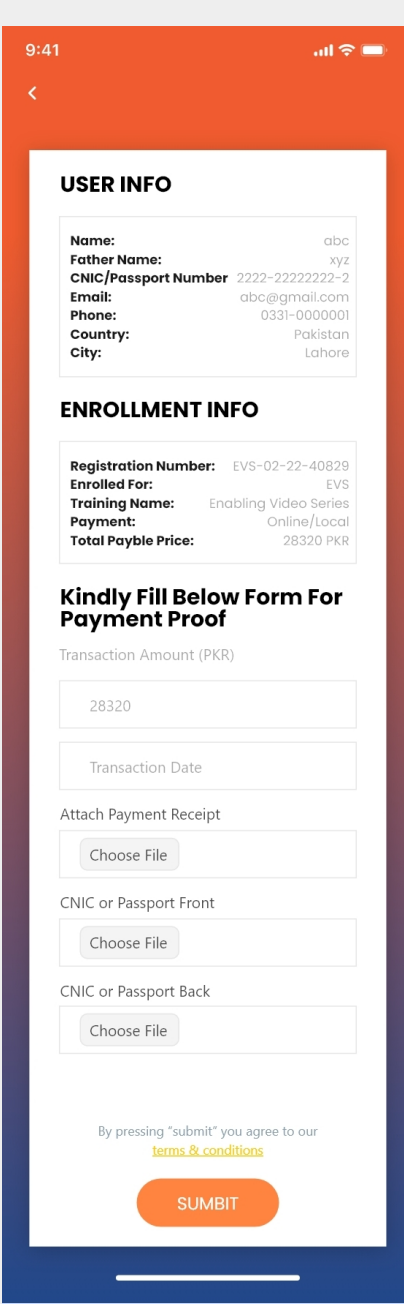 9:41
USER INFO
Name: abc
Father Name: xyz
CNIC/Passport Number 2222-22222222-2
Email: abc@gmail.com
Phone: 0331-0000001
Country: Pakistan
City: Lahore
ENROLLMENT INFO
Registration Number: EVS-02-22-40829
Enrolled For: EVS
Training Name: Enabling Video Series
Payment: Online/Local
Total Payble Price: 28320 PKR
Kindly Fill Below Form For
Payment Proof
Transaction Amount (PKR)
28320
Transaction Date
Attach Payment Receipt
Choose File
CNIC or Passport Front
Choose File
CNIC or Passport Back
Choose File
By pressing “submit” you agree to our
terms & conditions
SUMBIT